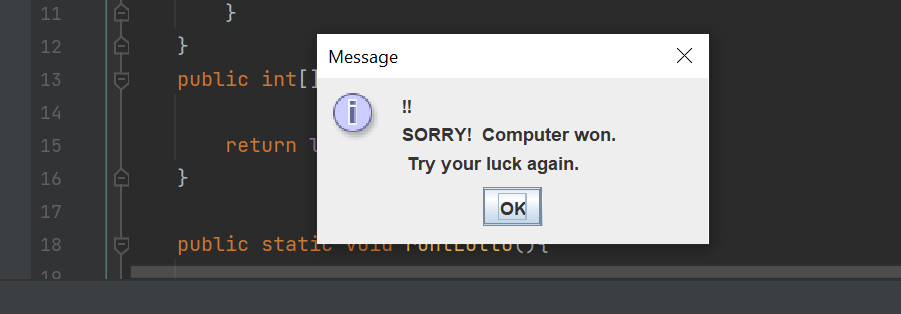 11 }
12 }
13 public int[]
14
15 return l
16 }
17
18 public static void
19
Message
!!
SORRY!  Computer won.
Try your luck again.
OK